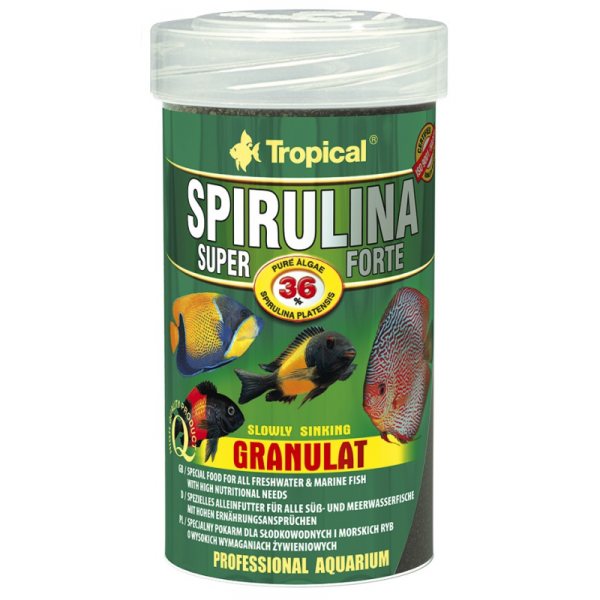 Tropical®
SPIRULINA
SUPER FORTE
PURE ALGAE
36
%
SPIRULINA PLATENSIS
SLOWLY SINKING
GRANULAT
Q
GB / SPECIAL FOOD FOR ALL FRESHWATER & MARINE FISH
WITH HIGH NUTRITIONAL NEEDS
D / SPEZIELLES ALLEINFUTTER FÜR ALLE SÜß- UND MEERWASSERFISCHE
MIT HOHEN ERNÄHRUNGSANSPRÜCHEN
PL / SPECJALNY POKARM DLA SŁODKOWODNYCH I MORSKICH RYB
O WYSOKICH WYMAGANIACH ŻYWIENIOWYCH
PROFESSIONAL AQUARIUM